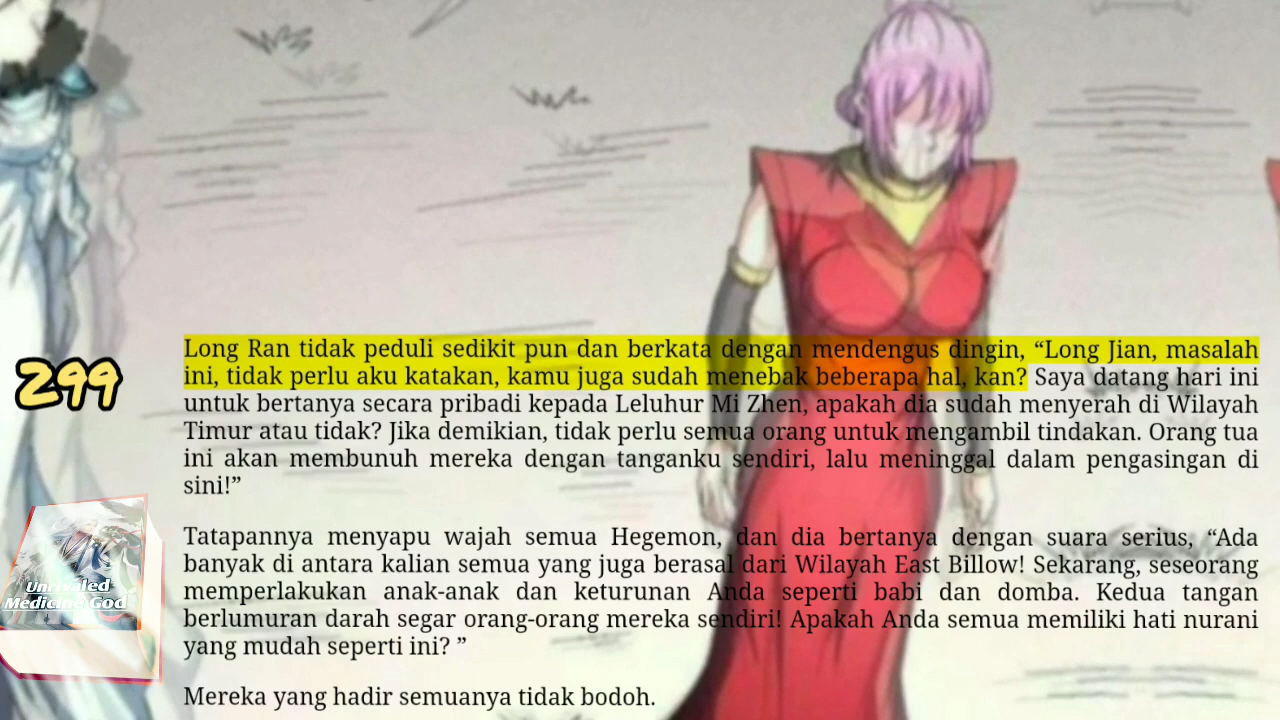 Long Ran tidak peduli sedikit pun dan berkata dengan mendengus dingin, “Long Jian, masalah
ini, tidak perlu aku katakan, kamu juga sudah menebak beberapa hal, kan? Saya datang hari ini
untuk bertanya secara pribadi kepada Leluhur Mi Zhen, apakah dia sudah menyerah di Wilayah
Timur atau tidak? Jika demikian, tidak perlu semua orang untuk mengambil tindakan. Orang tua
ini akan membunuh mereka dengan tanganku sendiri, lalu meninggal dalam pengasingan di
sini!”
Tatapannya menyapu wajah semua Hegemon, dan dia bertanya dengan suara serius, “Ada
banyak di antara kalian semua yang juga berasal dari Wilayah East Billow! Sekarang, seseorang
memperlakukan anak-anak dan keturunan Anda seperti babi dan domba. Kedua tangan
berlumuran darah segar orang-orang mereka sendiri! Apakah Anda semua memiliki hati nurani
yang mudah seperti ini? ”
Mereka yang hadir semuanya tidak bodoh.
299
Unrivaled
Medicine God